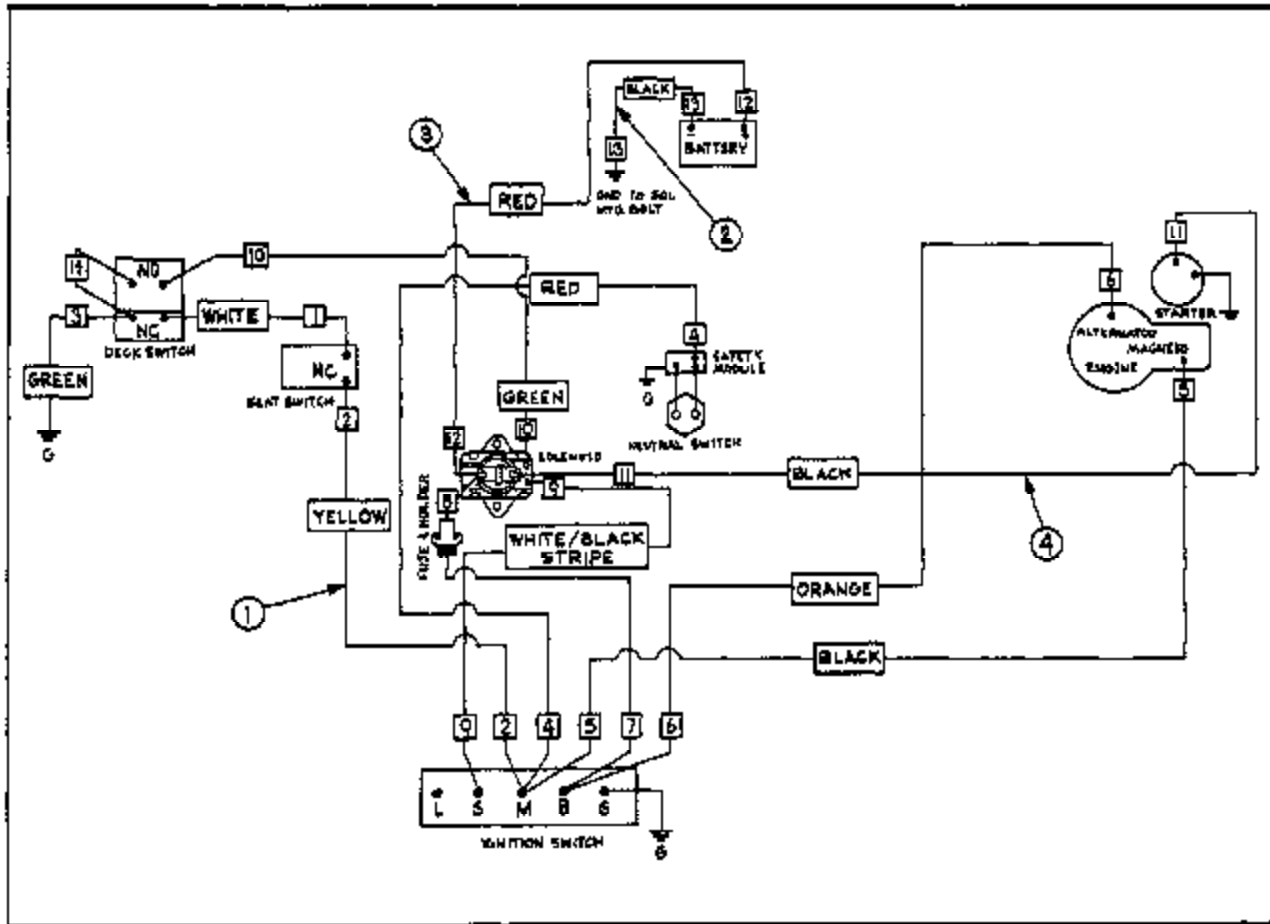 BLACK
13
12
BATTERY
13
3
RED
GND TO SOL
MTG. BOLT
2
11
10
14
NO
RED
6
3
WHITE
1
STARTER
NC
4
ALTERNATOR
DECK SWITCH
SAFETY
MODULE
MAGNETO
NC
ENGINE
GREEN
G
5
GREEN
SEAT SWITCH
2
10
NEUTRAL SWITCH
G
12
SOLENOID
11
BLACK
9
8
YELLOW
FUSE & HOLDER
WHITE/BLACK
STRIPE
4
ORANGE
1
BLACK
9
2
4
5
7
6
L
S
M
B
G
IGNITION SWITCH
G